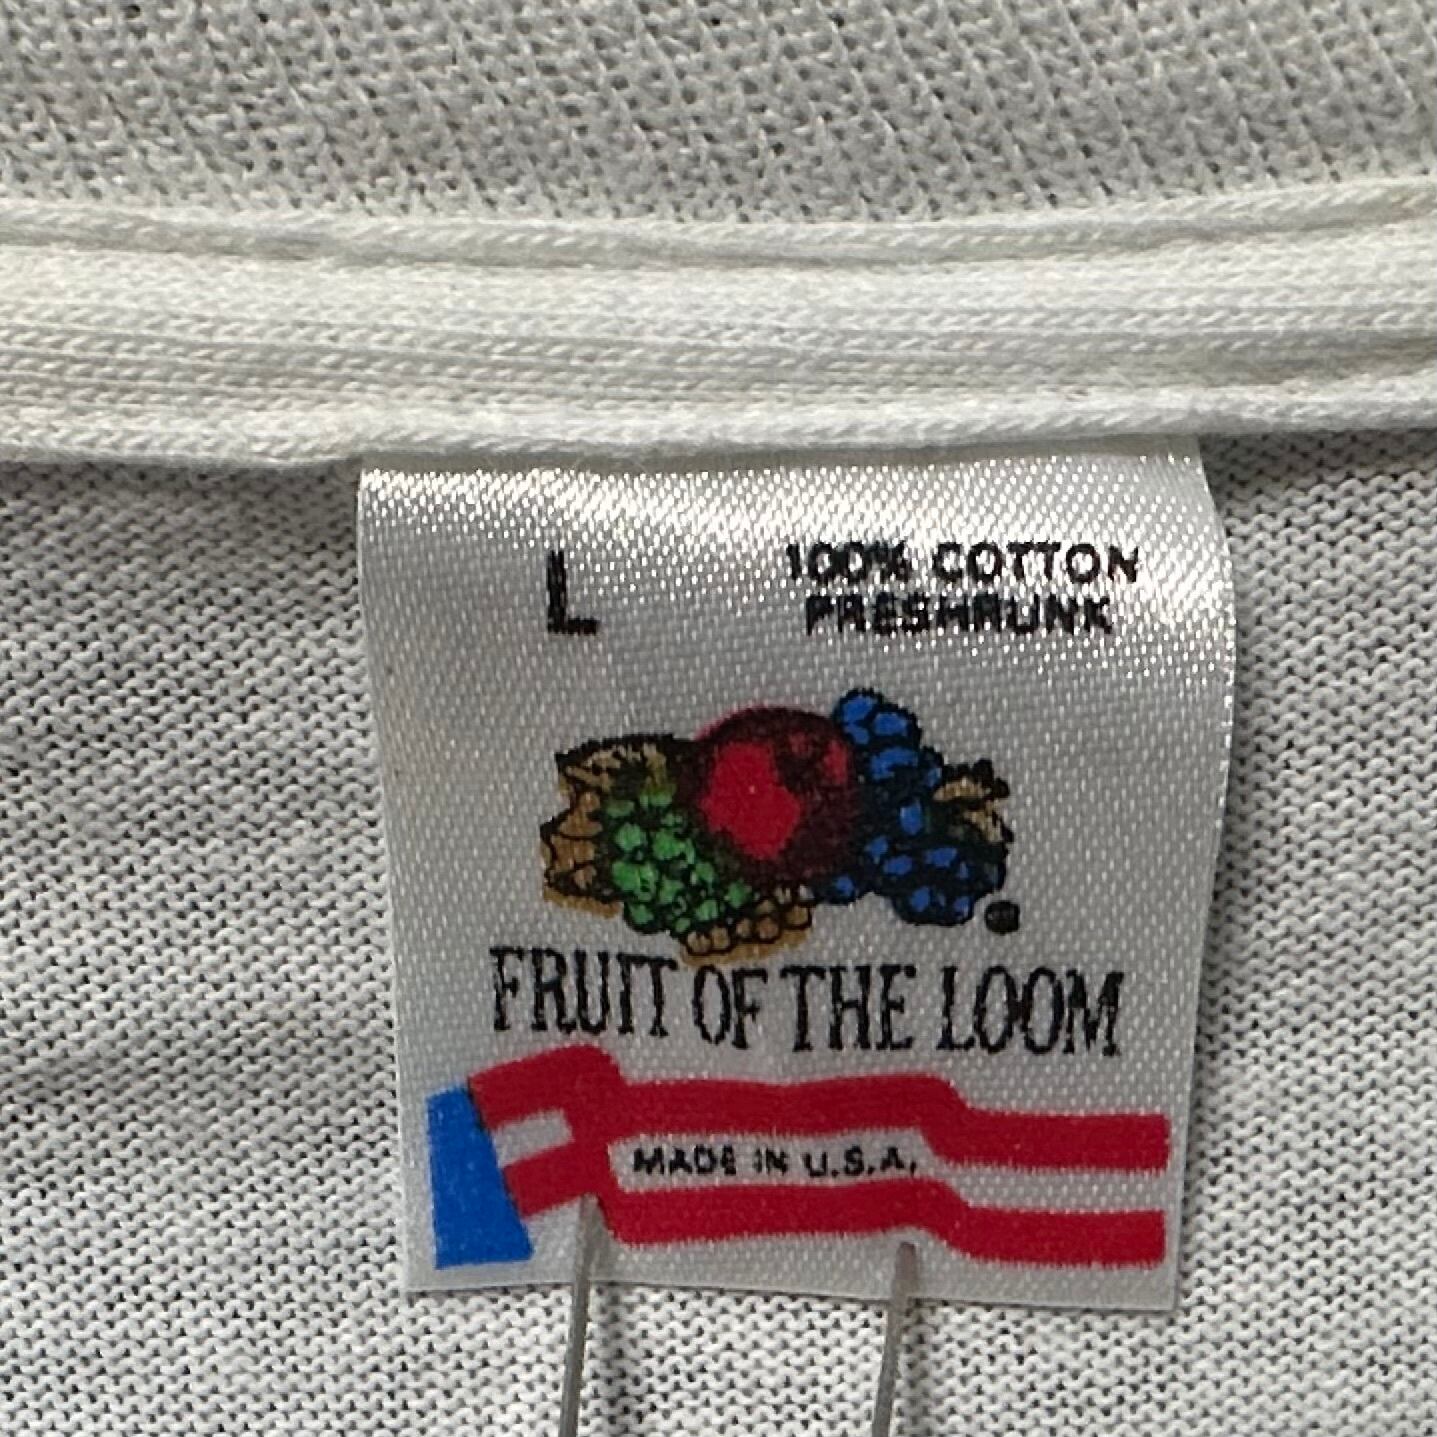 L
100% COTTON
PRESHRUNK
FRUIT OF THE LOOM
MADE IN U.S.A.